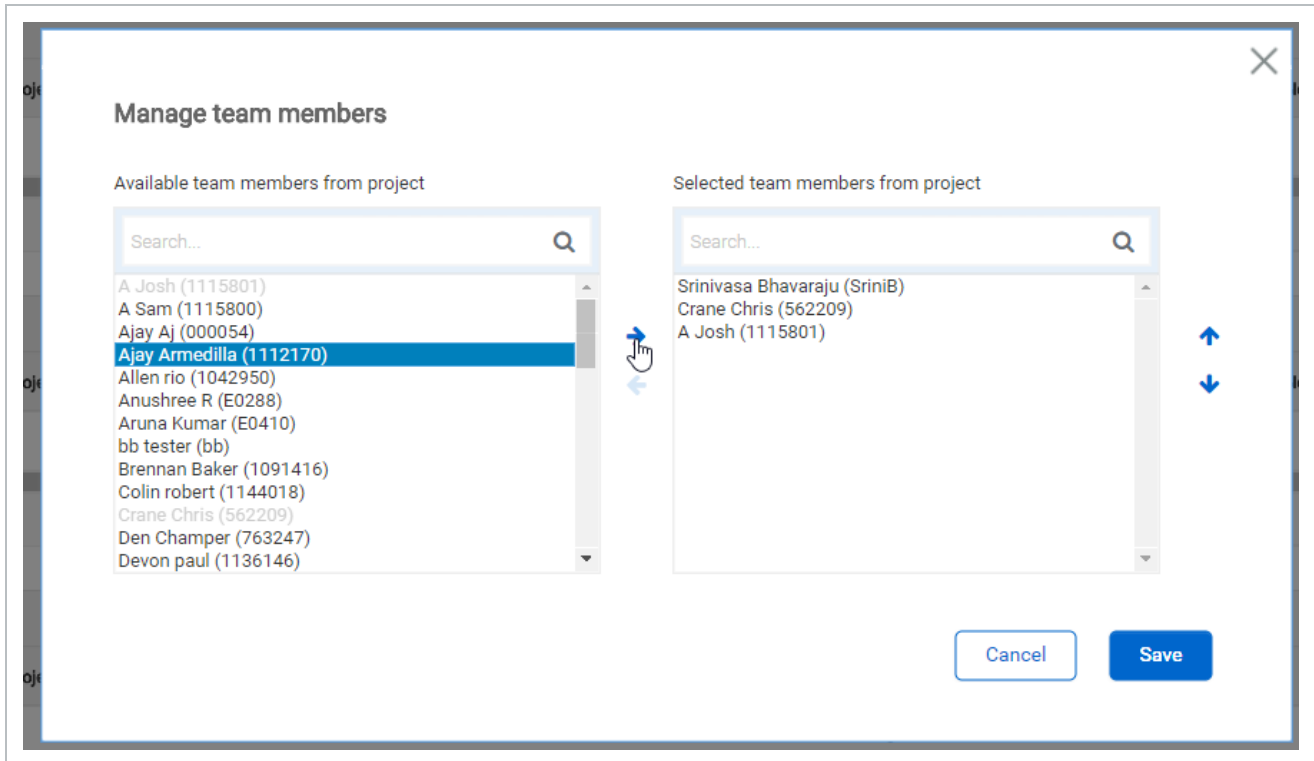 Manage team members
Available team members from project
Search...
A Josh (1115801)
A Sam (1115800)
Ajay Aj (000054)
Ajay Armedilla (1112170)
Allen rio (1042950)
Anushree R (E0288)
Aruna Kumar (E0410)
bb tester (bb)
Brennan Baker (1091416)
Colin robert (1144018)
Crane Chris (562209)
Den Champer (763247)
Devon paul (1136146)
Selected team members from project
Search...
Srinivasa Bhavaraju (SriniB)
Crane Chris (562209)
A Josh (1115801)
Cancel
Save